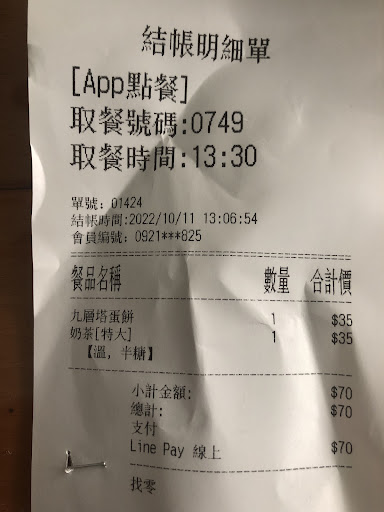 結帳明細單
[App點餐]
取餐號碼:0749
取餐時間:13:30
單號: 01424
結帳時間:2022/10/11 13:06:54
會員編號: 0921***825
餐品名稱 數量 合計價
九層塔蛋餅 1 $35
奶茶[特大] 1 $35
【溫, 半糖】
小計金額: $70
總計: $70
支付
Line Pay 線上 $70
找零